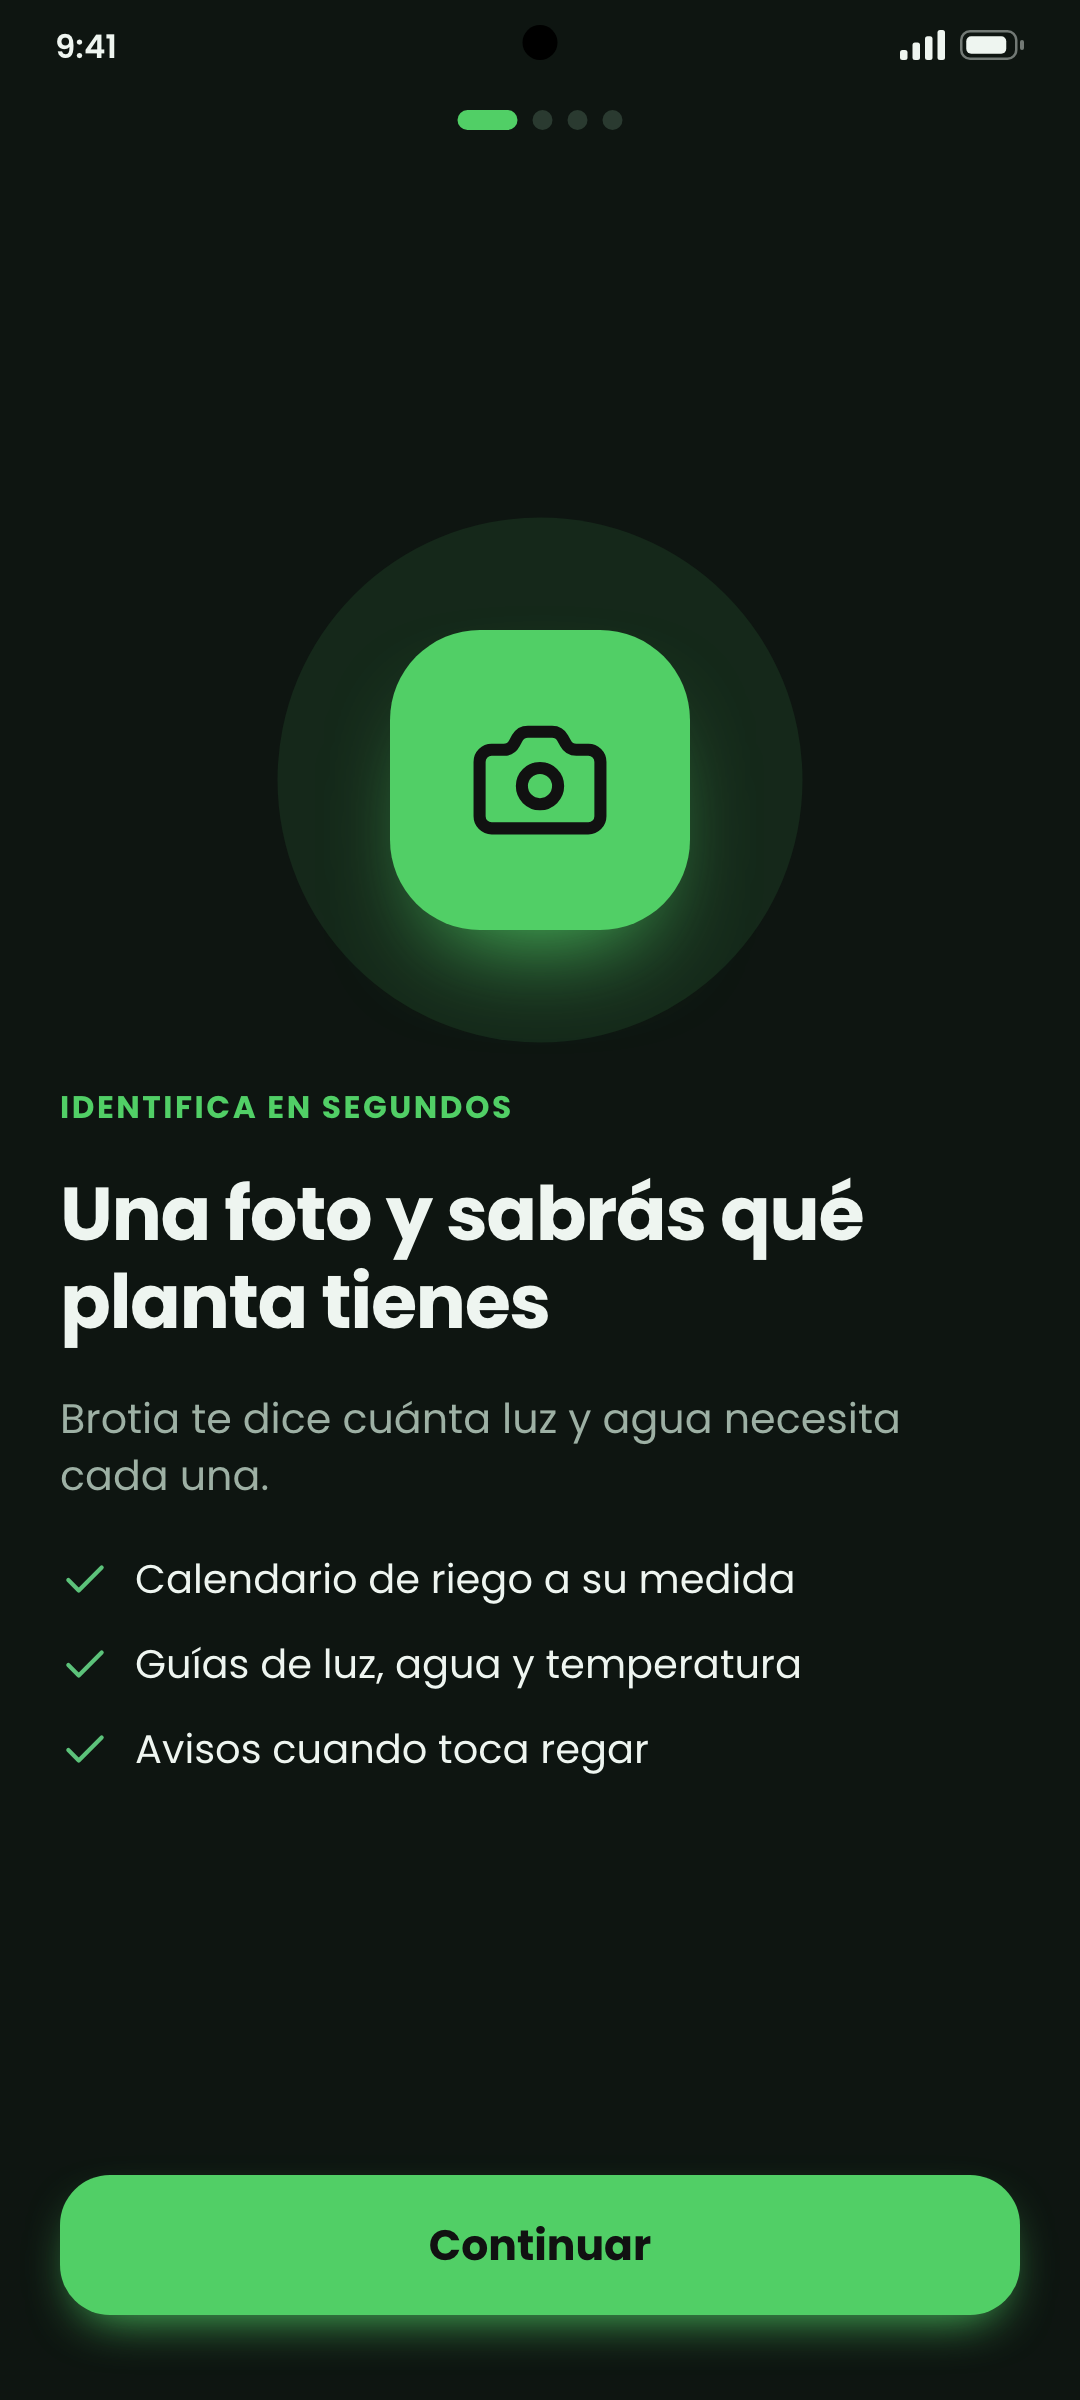 9:41
IDENTIFICA EN SEGUNDOS
Una foto y sabrás qué
planta tienes
Brotia te dice cuánta luz y agua necesita
cada una.
Calendario de riego a su medida
Guías de luz, agua y temperatura
Avisos cuando toca regar
Continuar